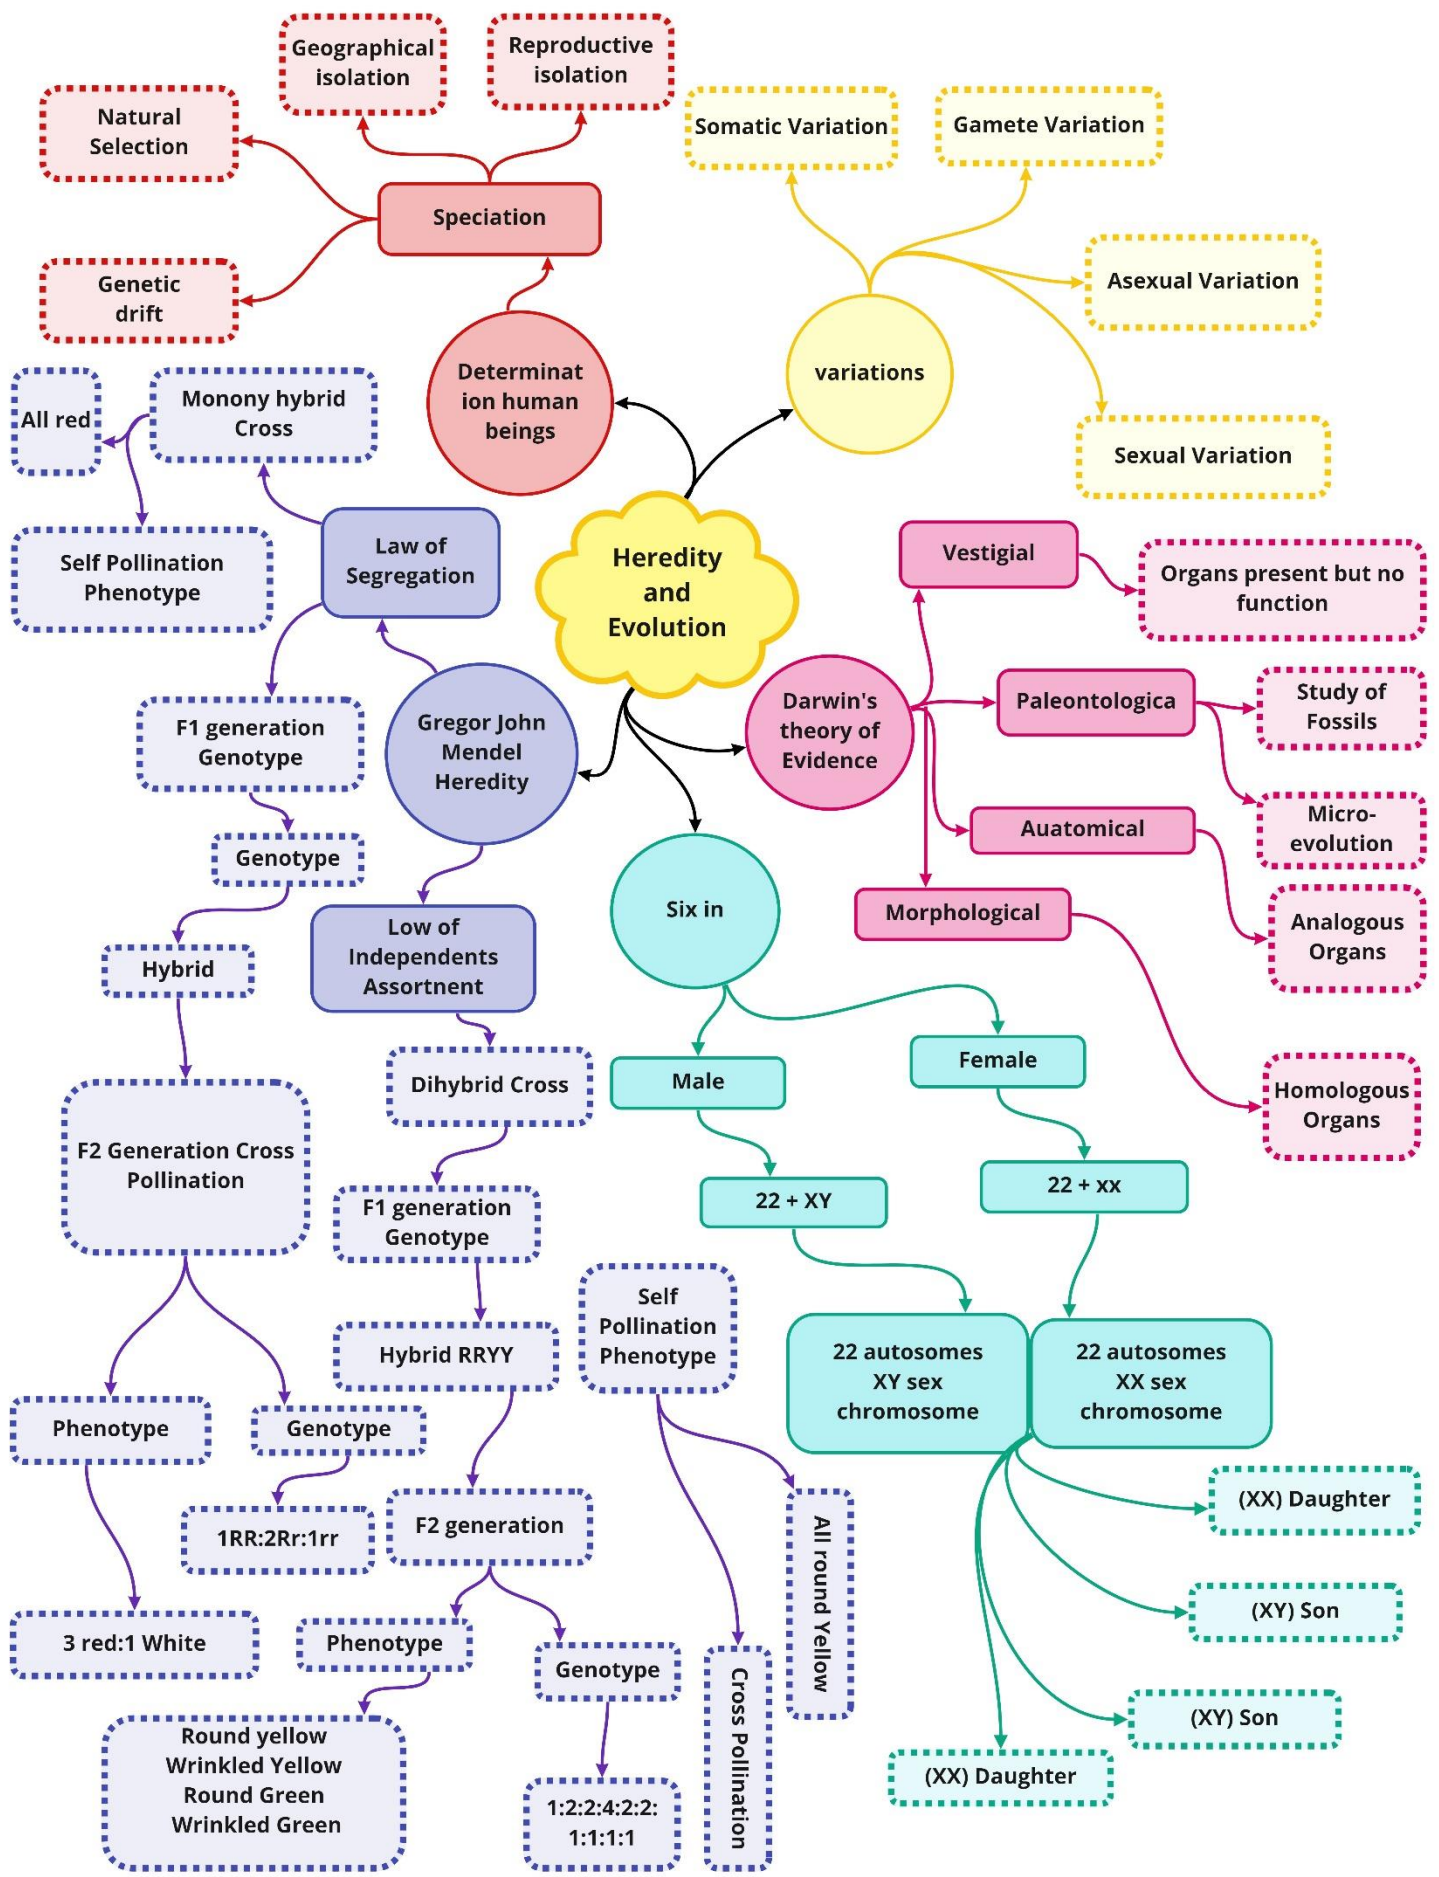 Geographical
isolation
Reproductive
isolation
Natural
Selection
Speciation
Genetic
drift
Determinat
ion human
beings
Somatic Variation
Gamete Variation
Asexual Variation
variations
Sexual Variation
All red
Monony hybrid
Cross
Self Pollination
Phenotype
Law of
Segregation
Heredity
and
Evolution
Vestigial
Organs present but no
function
Darwin's
theory of
Evidence
Paleontologica
Study of
Fossils
Micro-
evolution
Auatomical
Analogous
Organs
Morphological
Homologous
Organs
F1 generation
Genotype
Gregor John
Mendel
Heredity
Genotype
Hybrid
Low of
Independents
Assortnent
Six in
Male
Female
22 + XY
22 + xx
22 autosomes
XY sex
chromosome
22 autosomes
XX sex
chromosome
(XX) Daughter
(XY) Son
(XY) Son
(XX) Daughter
F2 Generation Cross
Pollination
Dihybrid Cross
F1 generation
Genotype
Hybrid RRYY
Self
Pollination
Phenotype
Phenotype
Genotype
1RR:2Rr:1rr
F2 generation
3 red:1 White
Phenotype
Genotype
Round yellow
Wrinkled Yellow
Round Green
Wrinkled Green
1:2:2:4:2:2:
1:1:1:1
Cross Pollination
All round Yellow